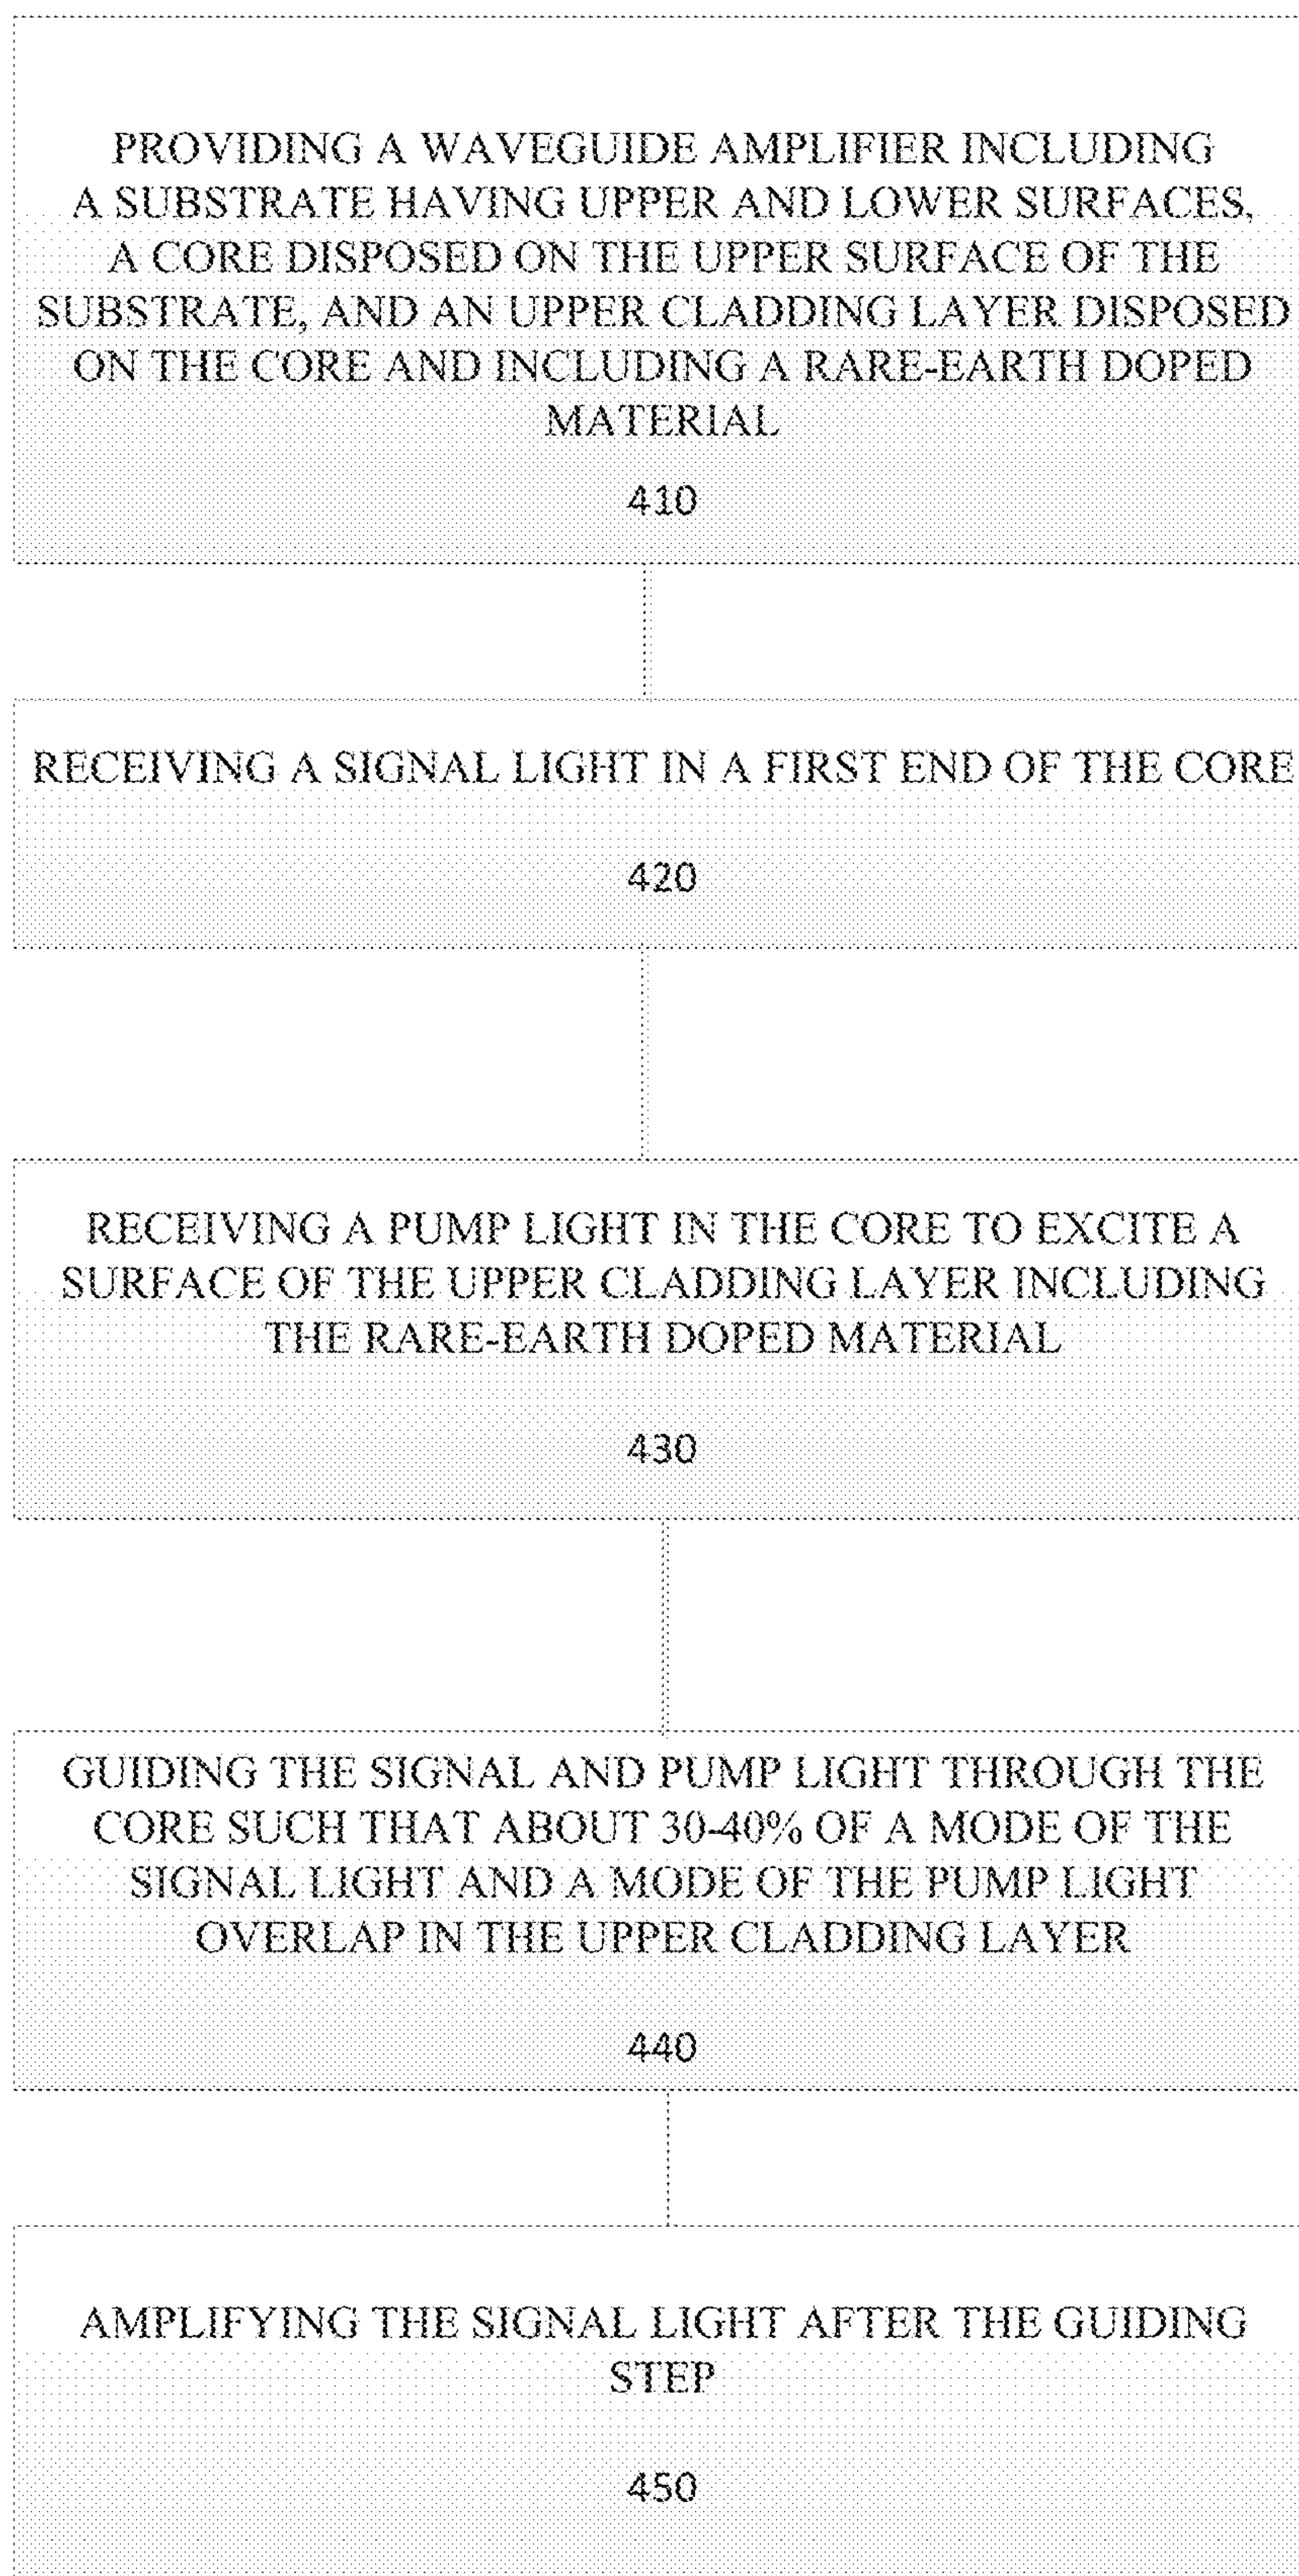 PROVIDING A WAVEGUIDE AMPLIFIER INCLUDING
A SUBSTRATE HAVING UPPER AND LOWER SURFACES,
A CORE DISPOSED ON THE UPPER SURFACE OF THE
SUBSTRATE, AND AN UPPER CLADDING LAYER DISPOSED
ON THE CORE AND INCLUDING A RARE-EARTH DOPED
MATERIAL
410
RECEIVING A SIGNAL LIGHT IN A FIRST END OF THE CORE
420
RECEIVING A PUMP LIGHT IN THE CORE TO EXCITE A
SURFACE OF THE UPPER CLADDING LAYER INCLUDING
THE RARE-EARTH DOPED MATERIAL
430
GUIDING THE SIGNAL AND PUMP LIGHT THROUGH THE
CORE SUCH THAT ABOUT 30-40% OF A MODE OF THE
SIGNAL LIGHT AND A MODE OF THE PUMP LIGHT
OVERLAP IN THE UPPER CLADDING LAYER
440
AMPLIFYING THE SIGNAL LIGHT AFTER THE GUIDING
STEP
450